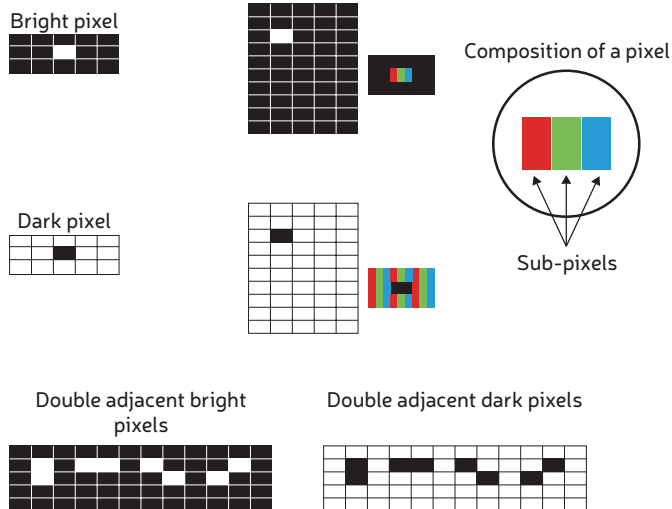 Bright pixel
Composition of a pixel
Dark pixel
Sub-pixels
Double adjacent bright
pixels
Double adjacent dark pixels